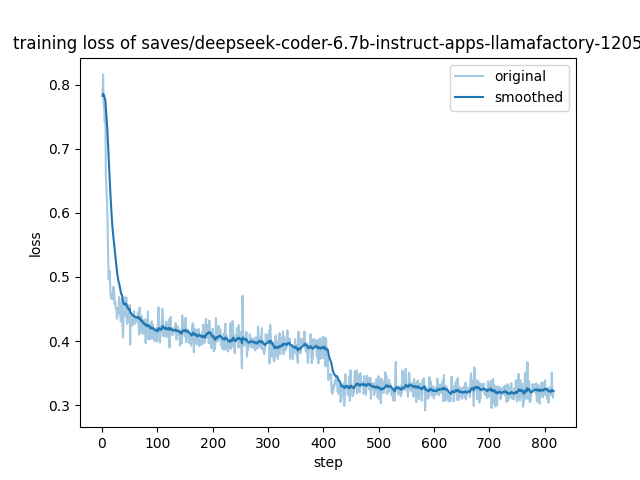 training loss of saves/deepseek-coder-6.7b-instruct-apps-llamafactory-1205
original
smoothed
0.8
0.7
0.6
0.5
0.4
0.3
loss
0 100 200 300 400 500 600 700 800
step